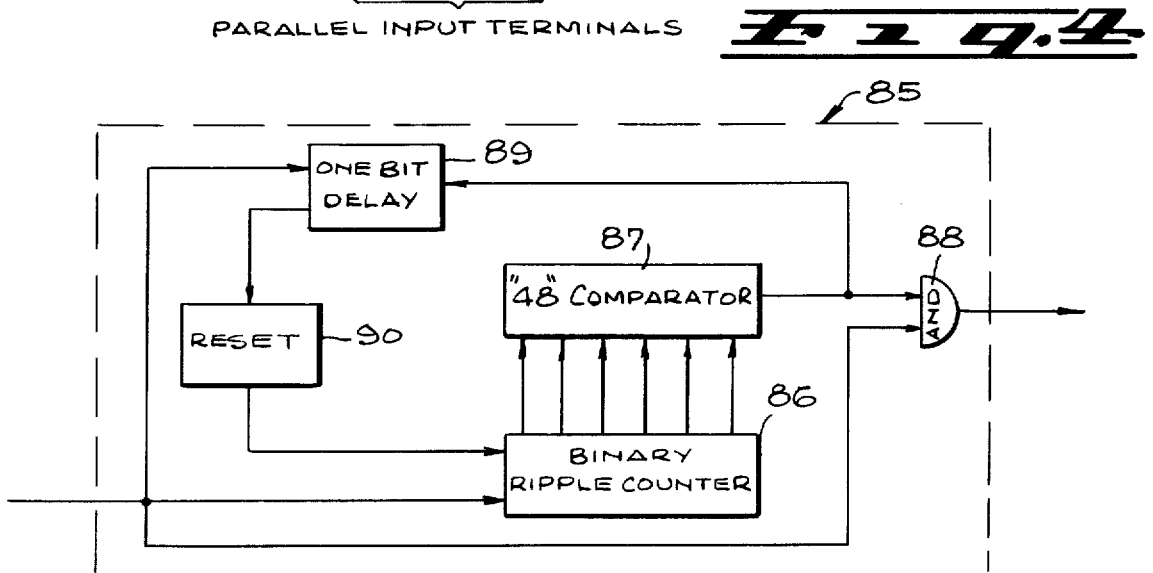 PARALLEL INPUT TERMINALS
Fig. 4
85
ONE BIT
DELAY
89
87
88
"48" COMPARATOR
AND
RESET
90
86
BINARY
RIPPLE COUNTER